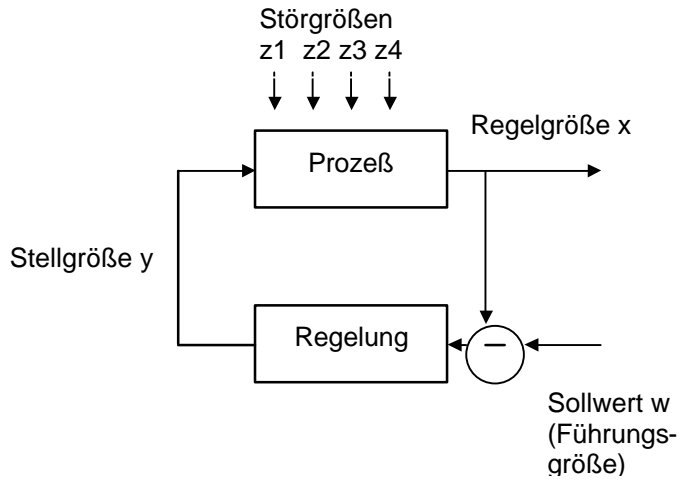 Störgrößen
z1 z2 z3 z4
Regelgröße x
Prozeß
Stellgröße y
Regelung
–
Sollwert w
(Führungs-
größe)